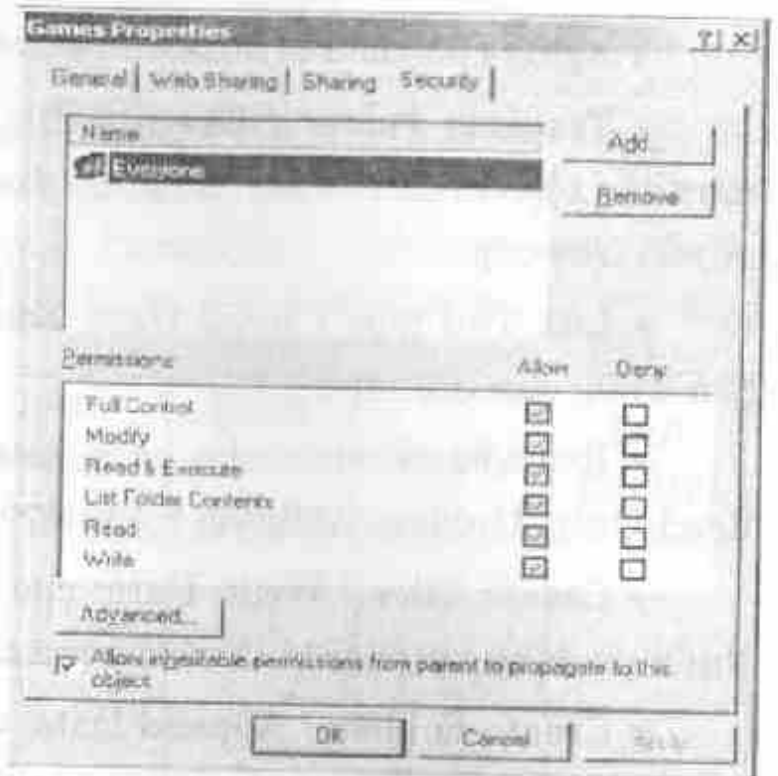 Games Properties
? X
General Web Sharing Sharing Security
Name
Everyone
Add...
Remove
Permissions:
Allow Deny
Full Control
Modify
Read & Execute
List Folder Contents
Read
Write
Advanced...
Allow inheritable permissions from parent to propagate to this
object
OK Cancel Apply